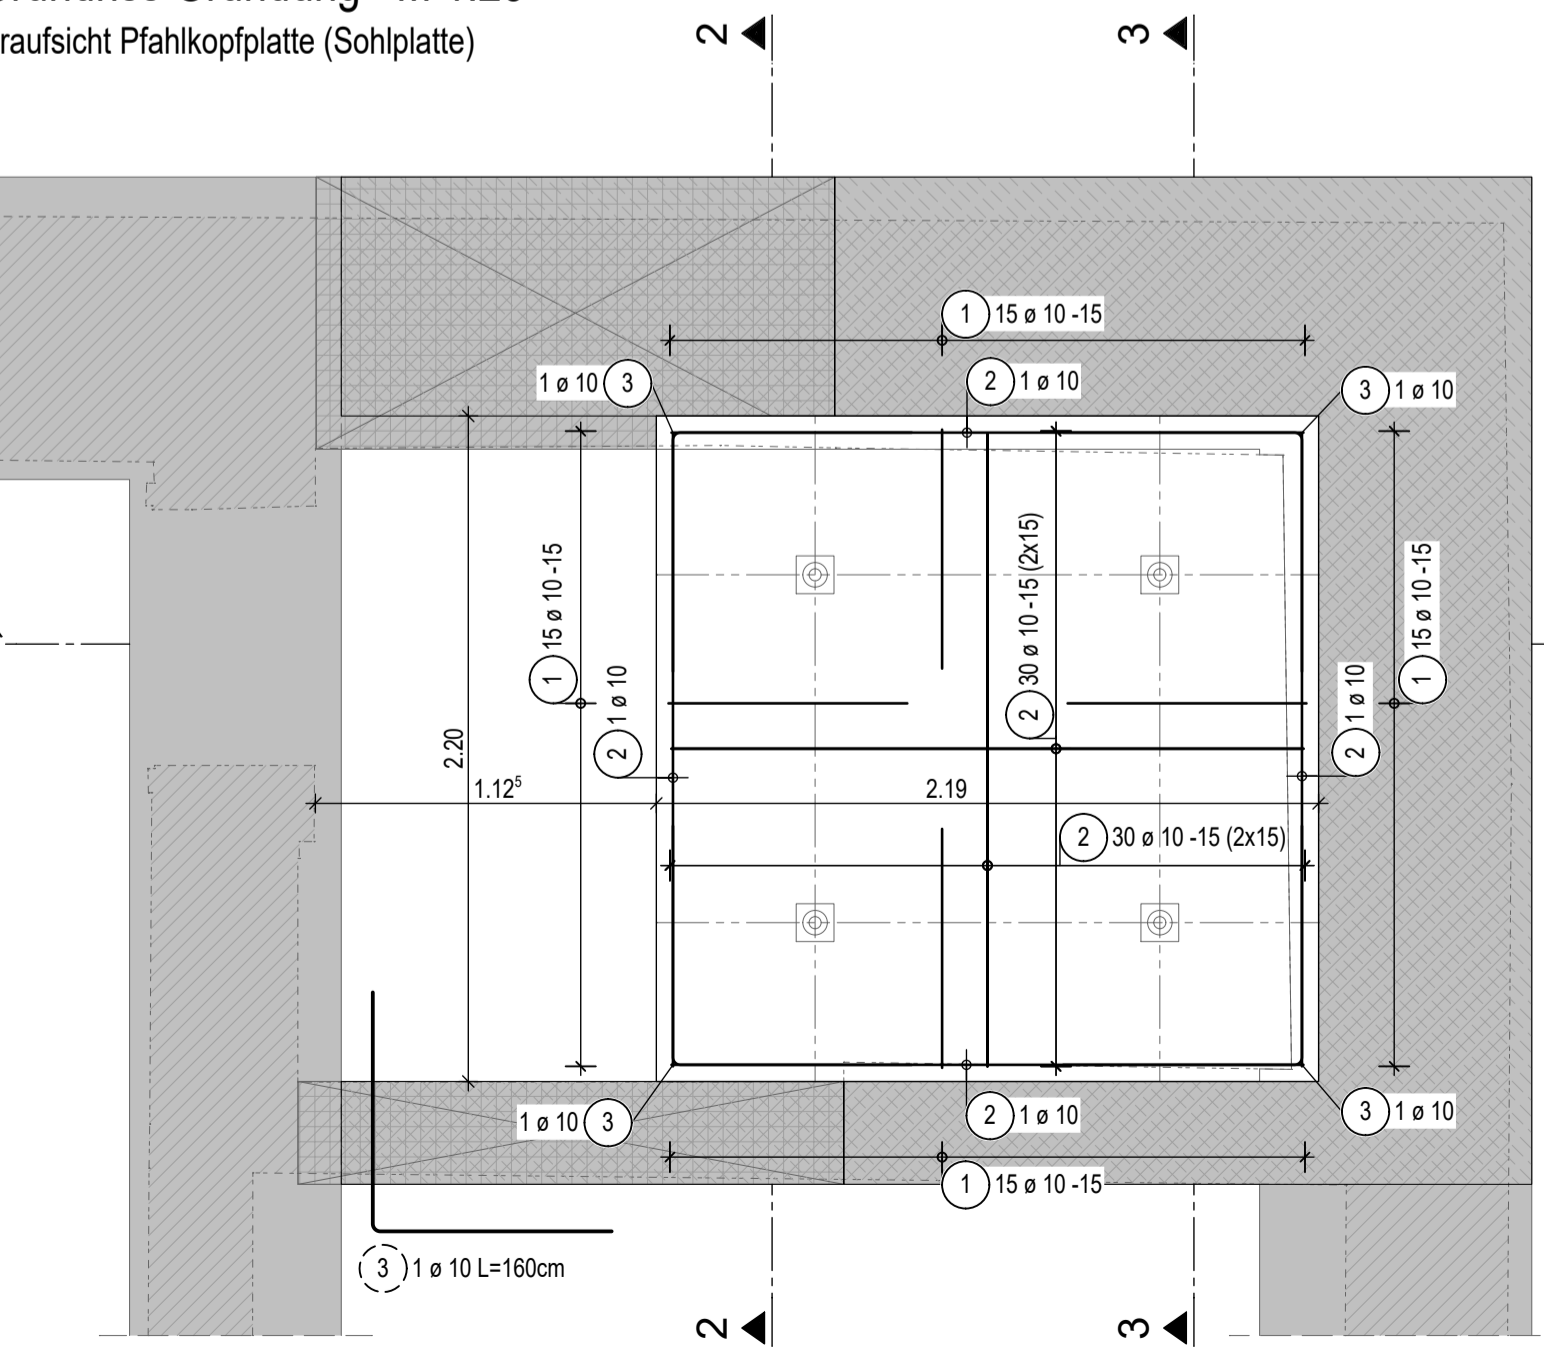 raufsicht Pfahlkopfplatte (Sohlplatte)
2
3
1 15 ø 10 -15
1 ø 10 3
2 1 ø 10
3 1 ø 10
1 15 ø 10 -15
2 30 ø 10 -15 (2x15)
1 15 ø 10 -15
2 1 ø 10
2 1 ø 10
2.20
1.12⁵
2.19
2 30 ø 10 -15 (2x15)
1 ø 10 3
2 1 ø 10
3 1 ø 10
1 15 ø 10 -15
3 1 ø 10 L=160cm
2
3